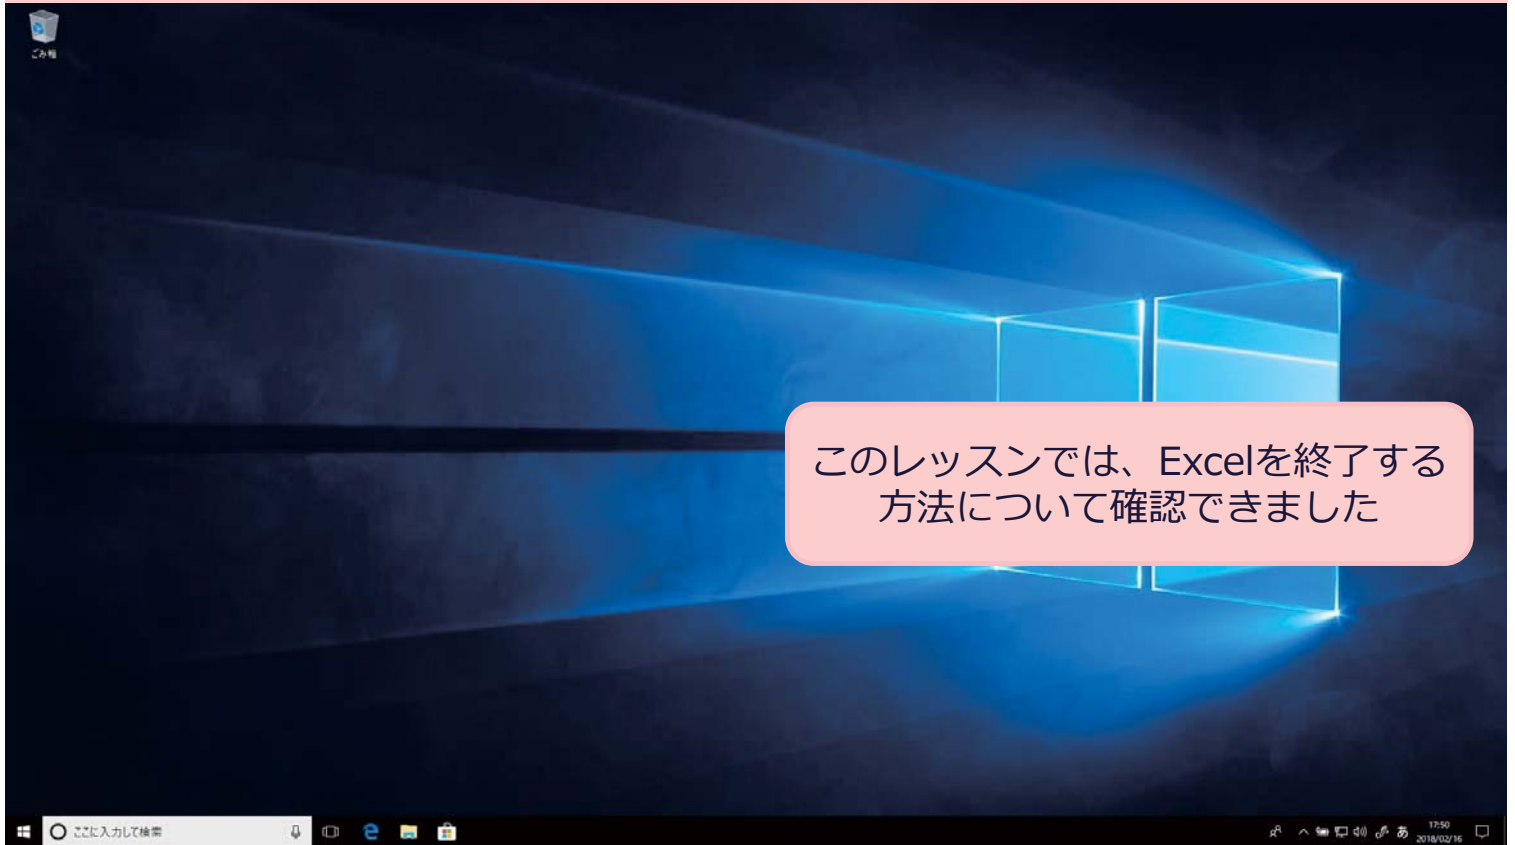 ごみ箱
このレッスンでは、Excelを終了する
方法について確認できました
ここに入力して検索
あ
17:50
2018/02/16